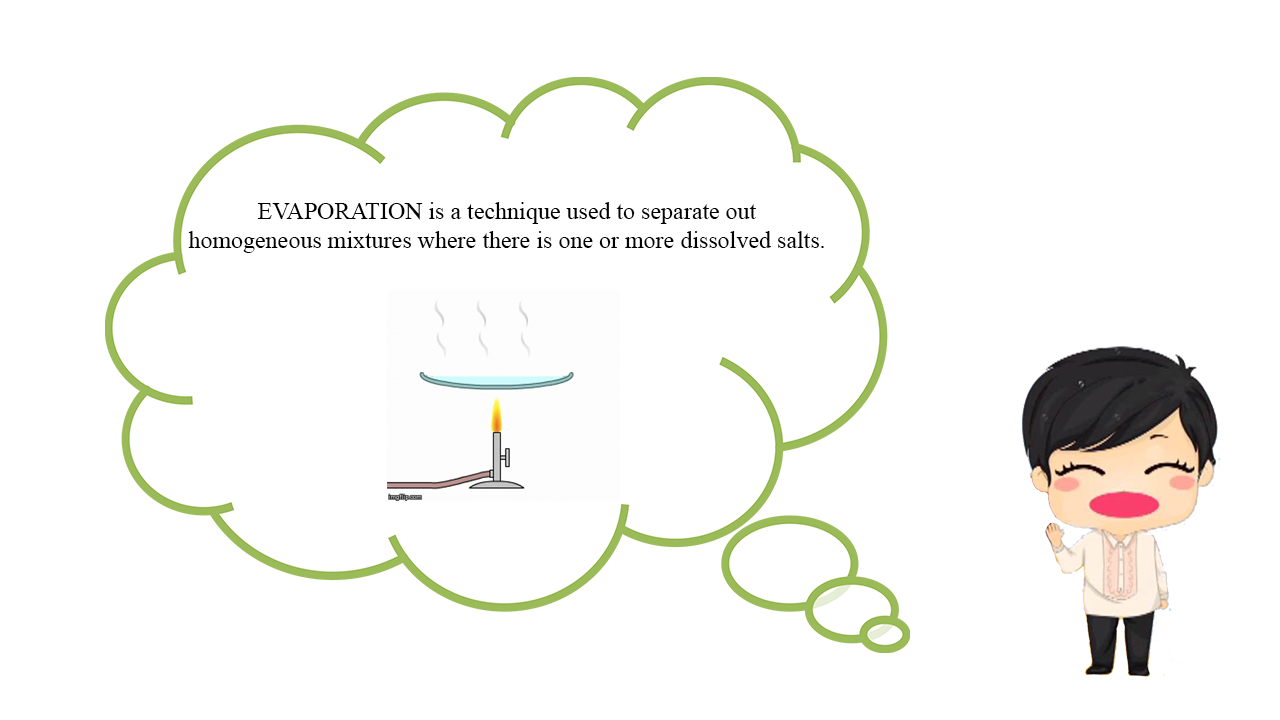 EVAPORATION is a technique used to separate out
homogeneous mixtures where there is one or more dissolved salts.
imgflip.com